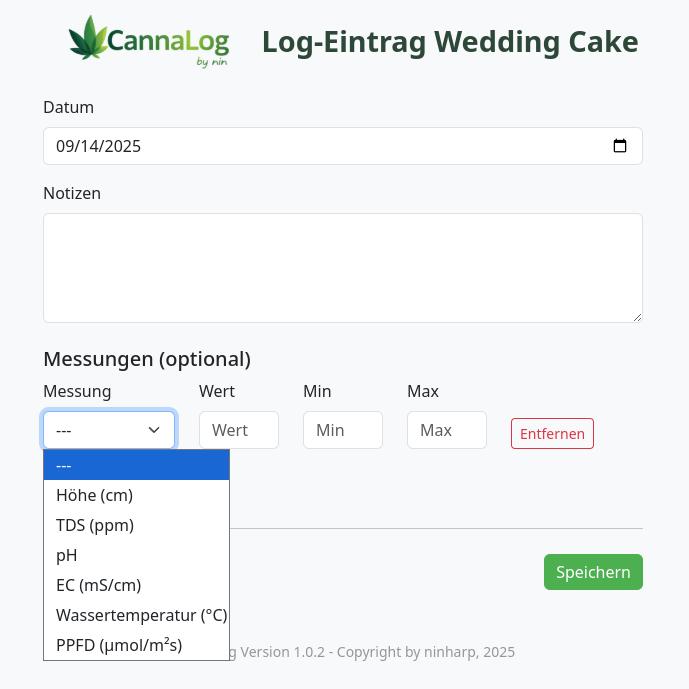 CannaLog
by nin
Log-Eintrag Wedding Cake
Datum
09/14/2025
Notizen
Messungen (optional)
Messung Wert Min Max
--- Wert Min Max Entfernen
---
Höhe (cm)
TDS (ppm)
pH
EC (mS/cm)
Wassertemperatur (°C)
PPFD (µmol/m²s)
Speichern
g Version 1.0.2 - Copyright by ninharp, 2025